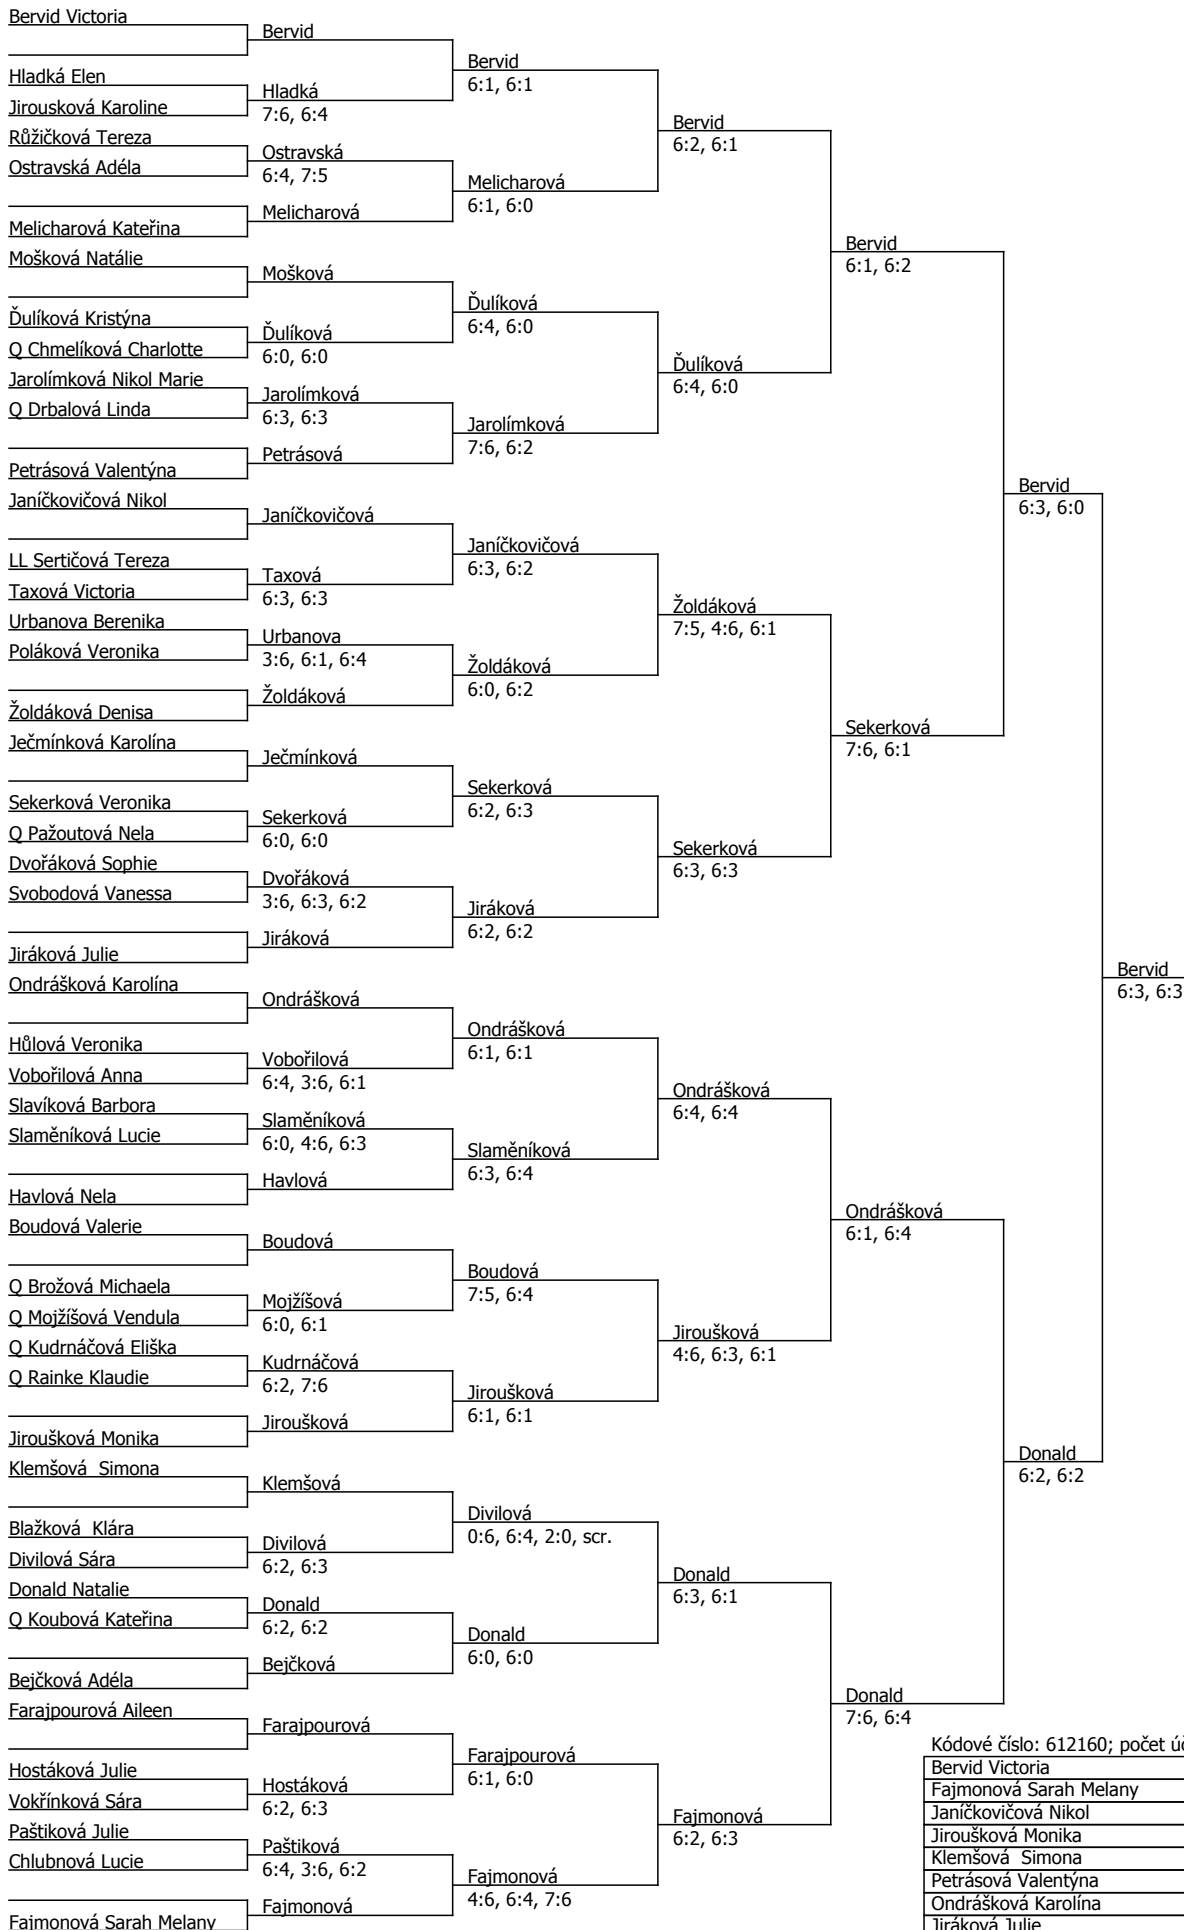 Bervid Victoria
Hladká Elen
Jirousková Karoline
Růžičková Tereza
Ostravská Adéla
Melicharová Kateřina
Mošková Natálie
Ďulíková Kristýna
Q Chmelíková Charlotte
Jarolímková Nikol Marie
Q Drbalová Linda
Petrásová Valentýna
Janíčkovičová Nikol
LL Sertičová Tereza
Taxová Victoria
Urbanova Berenika
Poláková Veronika
Žoldáková Denisa
Ječmínková Karolína
Sekerková Veronika
Q Pažoutová Nela
Dvořáková Sophie
Svobodová Vanessa
Jiráková Julie
Ondrášková Karolína
Hůlová Veronika
Vobořilová Anna
Slavíková Barbora
Slaměníková Lucie
Havlová Nela
Boudová Valerie
Q Brožová Michaela
Q Mojžíšová Vendula
Q Kudrnáčová Eliška
Q Rainke Klaudie
Jiroušková Monika
Klemšová  Simona
Blažková  Klára
Divilová Sára
Donald Natalie
Q Koubová Kateřina
Bejčková Adéla
Farajpourová Aileen
Hostáková Julie
Vokřínková Sára
Paštiková Julie
Chlubnová Lucie
Fajmonová Sarah Melany
Bervid
Hladká
7:6, 6:4
Ostravská
6:4, 7:5
Melicharová
Mošková
Ďulíková
6:0, 6:0
Jarolímková
6:3, 6:3
Petrásová
Janíčkovičová
Taxová
6:3, 6:3
Urbanova
3:6, 6:1, 6:4
Žoldáková
Ječmínková
Sekerková
6:0, 6:0
Dvořáková
3:6, 6:3, 6:2
Jiráková
Ondrášková
Vobořilová
6:4, 3:6, 6:1
Slaměníková
6:0, 4:6, 6:3
Havlová
Boudová
Mojžíšová
6:0, 6:1
Kudrnáčová
6:2, 7:6
Jiroušková
Klemšová
Divilová
6:2, 6:3
Donald
6:2, 6:2
Bejčková
Farajpourová
Hostáková
6:2, 6:3
Paštiková
6:4, 3:6, 6:2
Fajmonová
Bervid
6:1, 6:1
Melicharová
6:1, 6:0
Ďulíková
6:4, 6:0
Jarolímková
7:6, 6:2
Janíčkovičová
6:3, 6:2
Žoldáková
6:0, 6:2
Sekerková
6:2, 6:3
Jiráková
6:2, 6:2
Ondrášková
6:1, 6:1
Slaměníková
6:3, 6:4
Boudová
7:5, 6:4
Jiroušková
6:1, 6:1
Divilová
0:6, 6:4, 2:0, scr.
Donald
6:0, 6:0
Farajpourová
6:1, 6:0
Fajmonová
4:6, 6:4, 7:6
Bervid
6:2, 6:1
Ďulíková
6:4, 6:0
Žoldáková
7:5, 4:6, 6:1
Sekerková
6:3, 6:3
Ondrášková
6:4, 6:4
Jiroušková
4:6, 6:3, 6:1
Donald
6:3, 6:1
Fajmonová
6:2, 6:3
Bervid
6:1, 6:2
Sekerková
7:6, 6:1
Ondrášková
6:1, 6:4
Donald
7:6, 6:4
Bervid
6:3, 6:0
Donald
6:2, 6:2
Bervid
6:3, 6:3
Kódové číslo: 612160; počet
Bervid Victoria
Fajmonová Sarah Melany
Janíčkovičová Nikol
Jiroušková Monika
Klemšová  Simona
Petrásová Valentýna
Ondrášková Karolína
Jiráková Julie